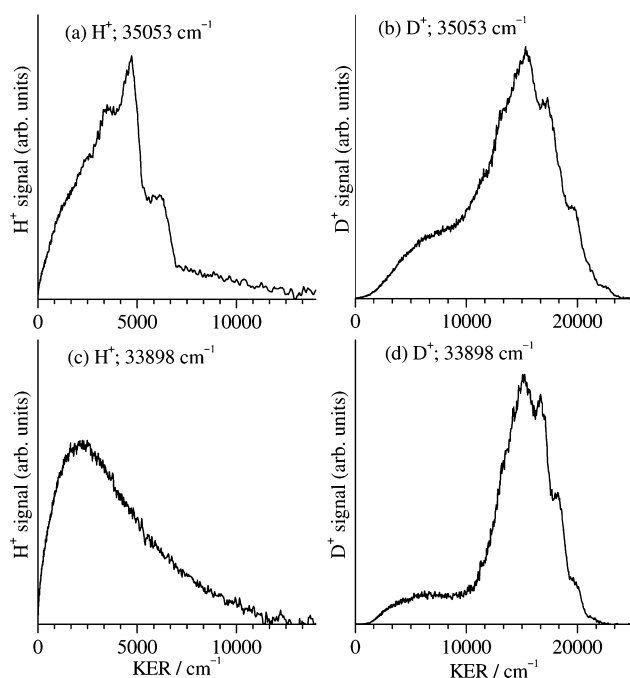 (a) H⁺; 35053 cm⁻¹
H⁺ signal (arb. units)
0 5000 10000
(b) D⁺; 35053 cm⁻¹
D⁺ signal (arb. units)
0 10000 20000
(c) H⁺; 33898 cm⁻¹
H⁺ signal (arb. units)
0 5000 10000
KER / cm⁻¹
(d) D⁺; 33898 cm⁻¹
D⁺ signal (arb. units)
0 10000 20000
KER / cm⁻¹